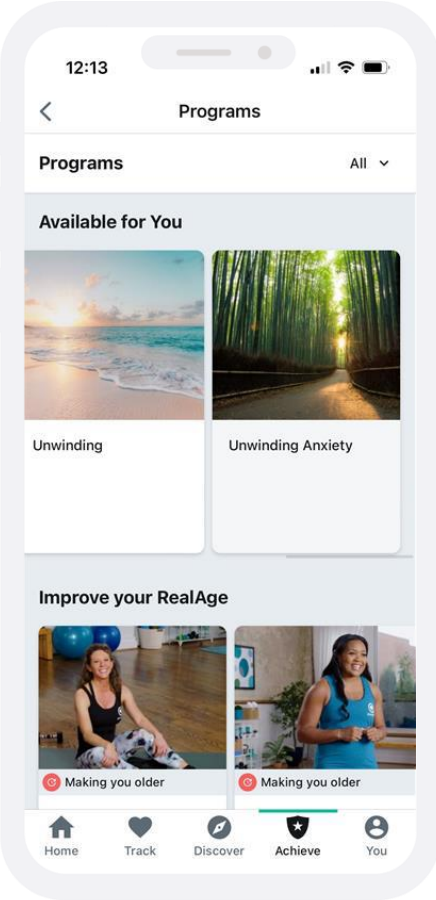 12:13
Programs
Programs
All
Available for You
Unwinding
Unwinding Anxiety
Improve your RealAge
Making you older
Making you older
Home
Track
Discover
Achieve
You